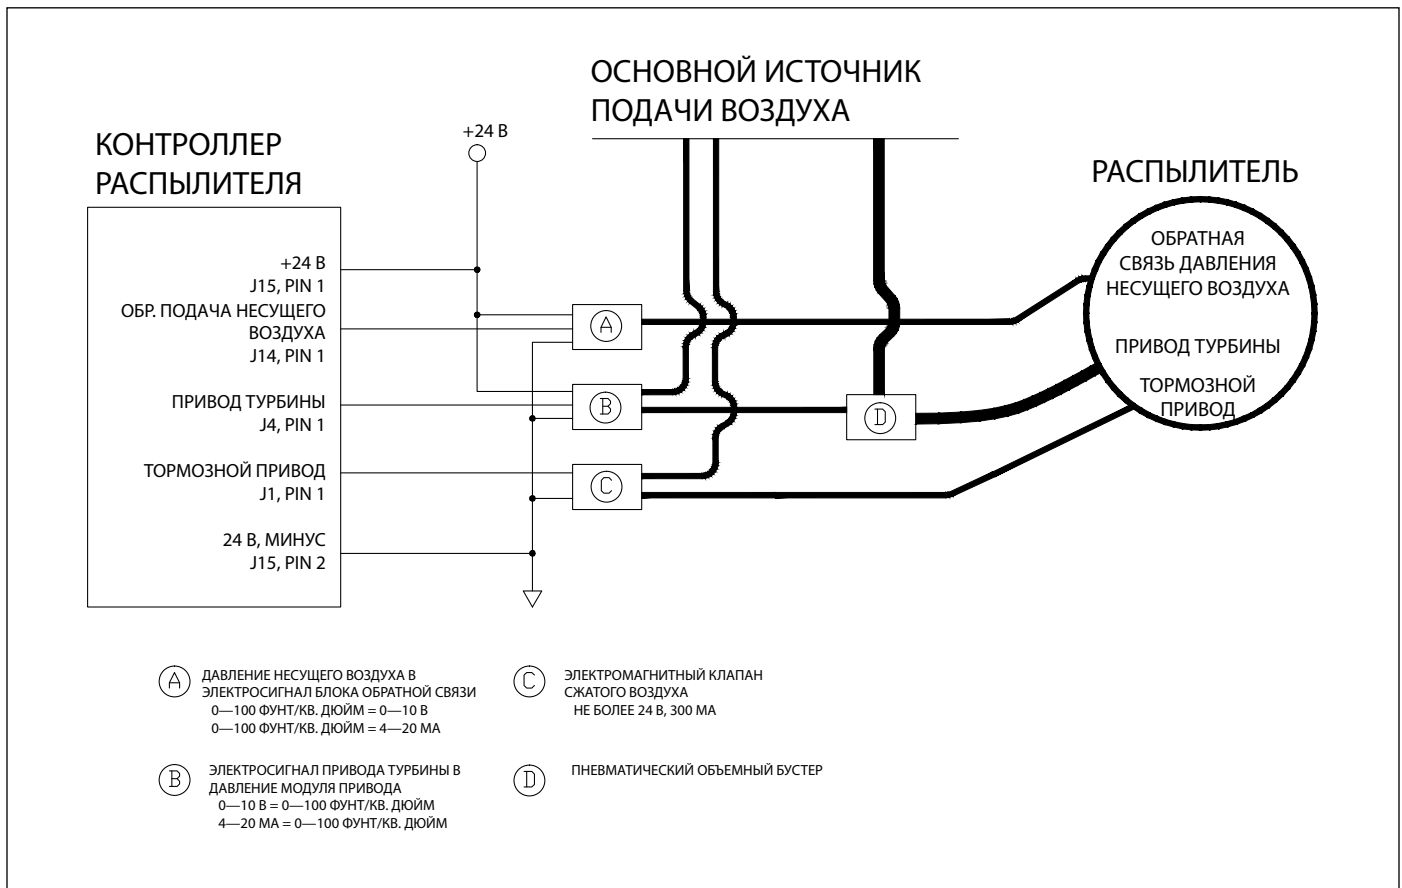 ОСНОВНОЙ ИСТОЧНИК
ПОДАЧИ ВОЗДУХА
+24 В
КОНТРОЛЛЕР
РАСПЫЛИТЕЛЯ
РАСПЫЛИТЕЛЬ
+24 В
J15, PIN 1
ОБР. ПОДАЧА НЕСУЩЕГО
ВОЗДУХА
J14, PIN 1
ПРИВОД ТУРБИНЫ
J4, PIN 1
ТОРМОЗНОЙ ПРИВОД
J1, PIN 1
24 В, МИНУС
J15, PIN 2
A
B
C
D
ОБРАТНАЯ
СВЯЗЬ ДАВЛЕНИЯ
НЕСУЩЕГО ВОЗДУХА
ПРИВОД ТУРБИНЫ
ТОРМОЗНОЙ
ПРИВОД
A ДАВЛЕНИЕ НЕСУЩЕГО ВОЗДУХА В
ЭЛЕКТРОСИГНАЛ БЛОКА ОБРАТНОЙ СВЯЗИ
0—100 ФУНТ/КВ. ДЮЙМ = 0—10 В
0—100 ФУНТ/КВ. ДЮЙМ = 4—20 МА
B ЭЛЕКТРОСИГНАЛ ПРИВОДА ТУРБИНЫ В
ДАВЛЕНИЕ МОДУЛЯ ПРИВОДА
0—10 В = 0—100 ФУНТ/КВ. ДЮЙМ
4—20 МА = 0—100 ФУНТ/КВ. ДЮЙМ
C ЭЛЕКТРОМАГНИТНЫЙ КЛАПАН
СЖАТОГО ВОЗДУХА
НЕ БОЛЕЕ 24 В, 300 МА
D ПНЕВМАТИЧЕСКИЙ ОБЪЕМНЫЙ БУСТЕР